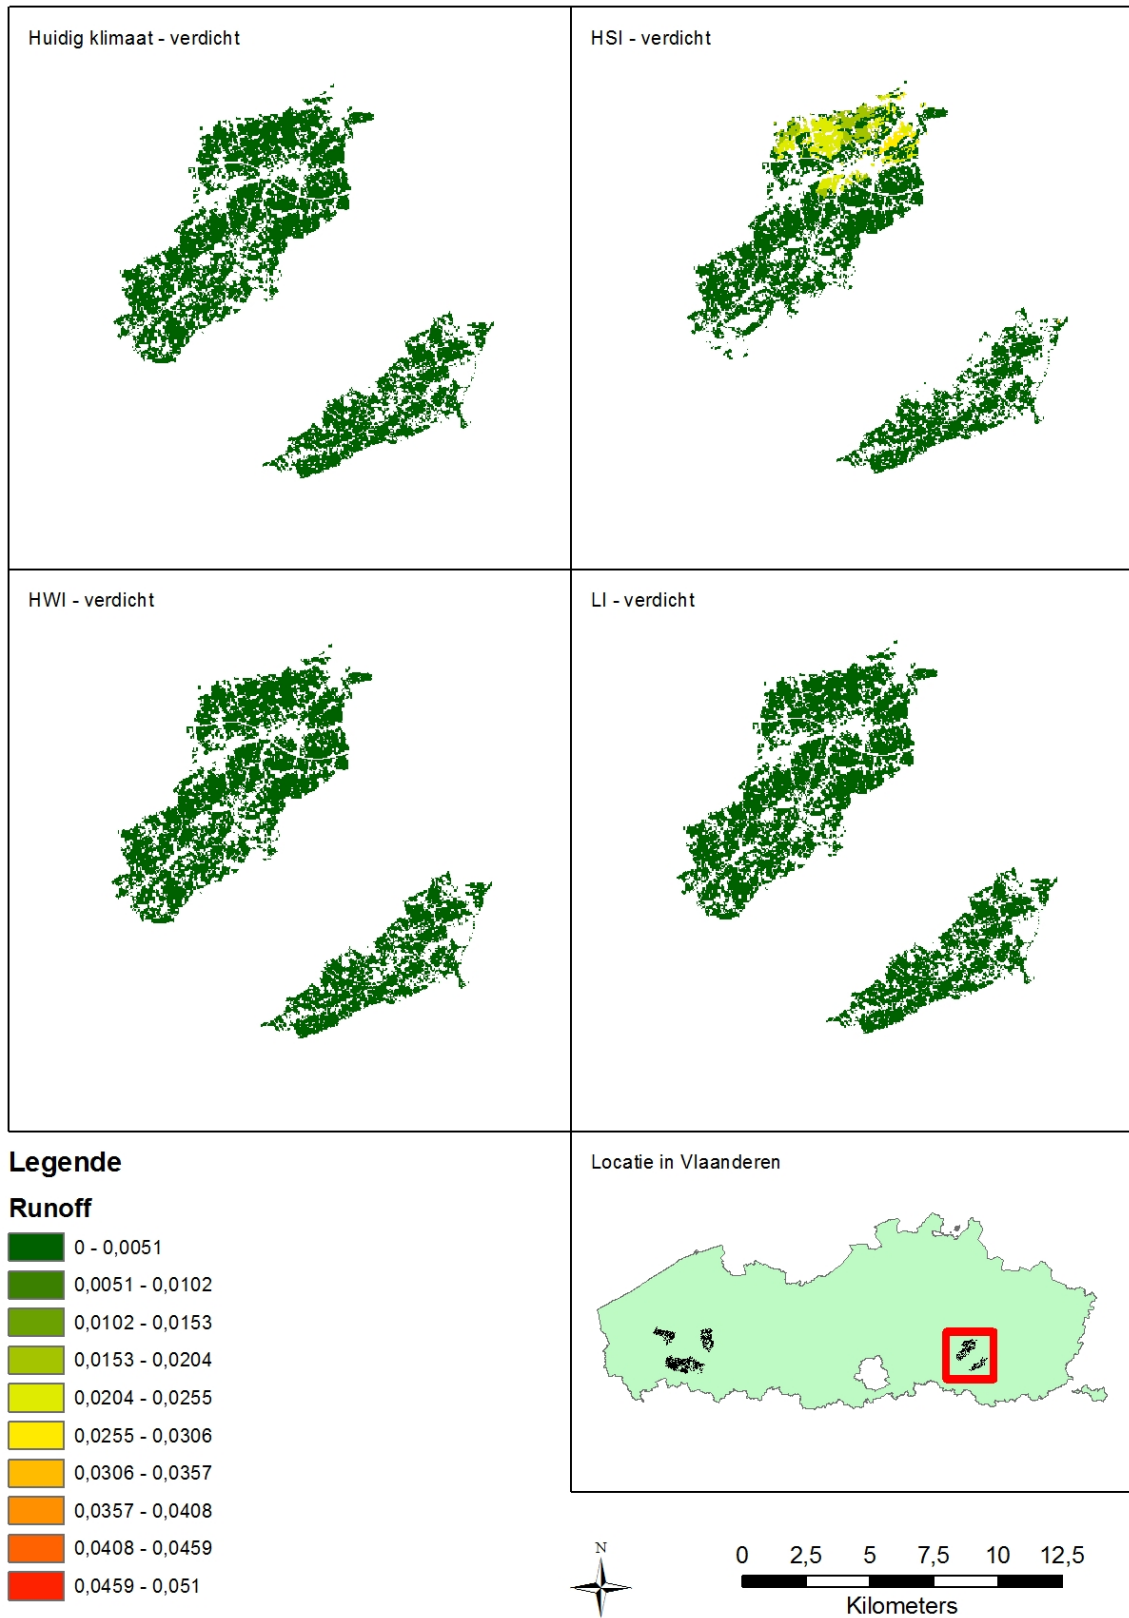 Huidig klimaat - verdicht
HSI - verdicht
HWI - verdicht
LI - verdicht
Legende
Runoff
0 - 0,0051
0,0051 - 0,0102
0,0102 - 0,0153
0,0153 - 0,0204
0,0204 - 0,0255
0,0255 - 0,0306
0,0306 - 0,0357
0,0357 - 0,0408
0,0408 - 0,0459
0,0459 - 0,051
Locatie in Vlaanderen
N
0 2,5 5 7,5 10 12,5
Kilometers